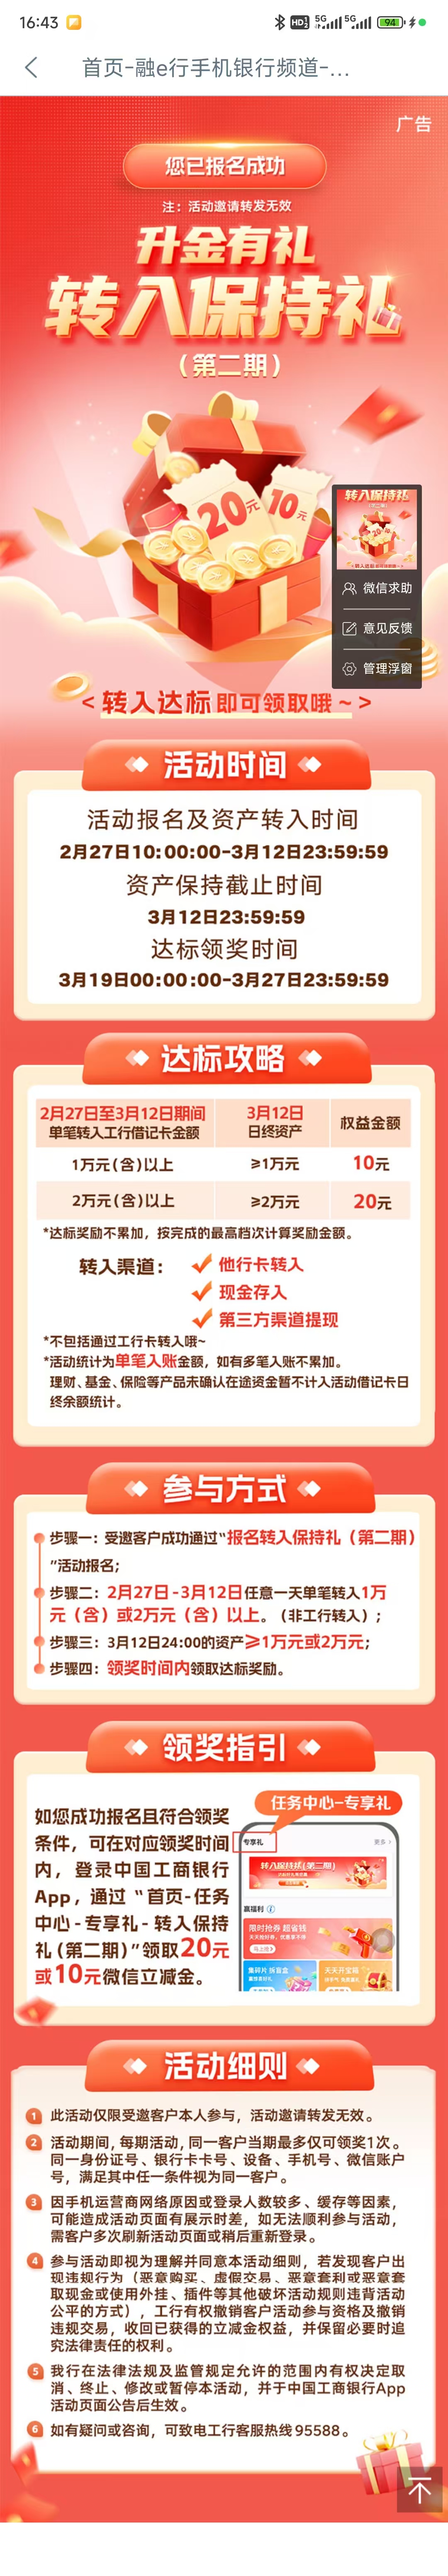 16:43
HD
5G
5G
94
首页-融e行手机银行频道-...
广告
您已报名成功
注：活动邀请转发无效
升金有礼
转入保持礼
（第二期）
20元
10元
转入保持礼
微信求助
意见反馈
管理浮窗
<转入达标即可领取哦~>
活动时间
活动报名及资产转入时间
2月27日10:00:00-3月12日23:59:59
资产保持截止时间
3月12日23:59:59
达标领奖时间
3月19日00:00:00-3月27日23:59:59
达标攻略
2月27日至3月12日期间
单笔转入工行借记卡金额
3月12日
日终资产
权益金额
1万元(含)以上
≥1万元
10元
2万元(含)以上
≥2万元
20元
*达标奖励不累加，按完成的最高档次计算奖励金额。
转入渠道：
他行卡转入
现金存入
第三方渠道提现
*不包括通过工行卡转入哦~
*活动统计为单笔入账金额，如有多笔入账不累加。
理财、基金、保险等产品未确认在途资金暂不计入活动借记卡日
终余额统计。
参与方式
步骤一：受邀客户成功通过“报名转入保持礼（第二期）
”活动报名；
步骤二：2月27日-3月12日任意一天单笔转入1万
元（含）或2万元（含）以上。（非工行转入）；
步骤三：3月12日24:00的资产≥1万元或2万元；
步骤四：领奖时间内领取达标奖励。
领奖指引
任务中心-专享礼
如您成功报名且符合领奖
条件，可在对应领奖时间
内，登录中国工商银行
App，通过“首页-任务
中心-专享礼-转入保持
礼(第二期)”领取20元
或10元微信立减金。
专享礼
更多 >
转入保持礼(第二期)
赢福利
限时抢券 超省钱
天天抢好券，优惠享不停
马上抢>
集碎片 拆盲盒
天天开宝箱
活动细则
1 此活动仅限受邀客户本人参与，活动邀请转发无效。
2 活动期间，每期活动，同一客户当期最多仅可领奖1次。
同一身份证号、银行卡卡号、设备、手机号、微信账户
号，满足其中任一条件视为同一客户。
3 因手机运营商网络原因或登录人数较多、缓存等因素，
可能造成活动页面有展示时差，如无法顺利参与活动，
需客户多次刷新活动页面或稍后重新登录。
4 参与活动即视为理解并同意本活动细则，若发现客户出
现违规行为（恶意购买、虚假交易、恶意套利或恶意套
取现金或使用外挂、插件等其他破坏活动规则违背活动
公平的方式），工行有权撤销客户活动参与资格及撤销
违规交易，收回已获得的立减金权益，并保留必要时追
究法律责任的权利。
5 我行在法律法规及监管规定允许的范围内有权决定取
消、终止、修改或暂停本活动，并于中国工商银行App
活动页面公告后生效。
6 如有疑问或咨询，可致电工行客服热线95588。